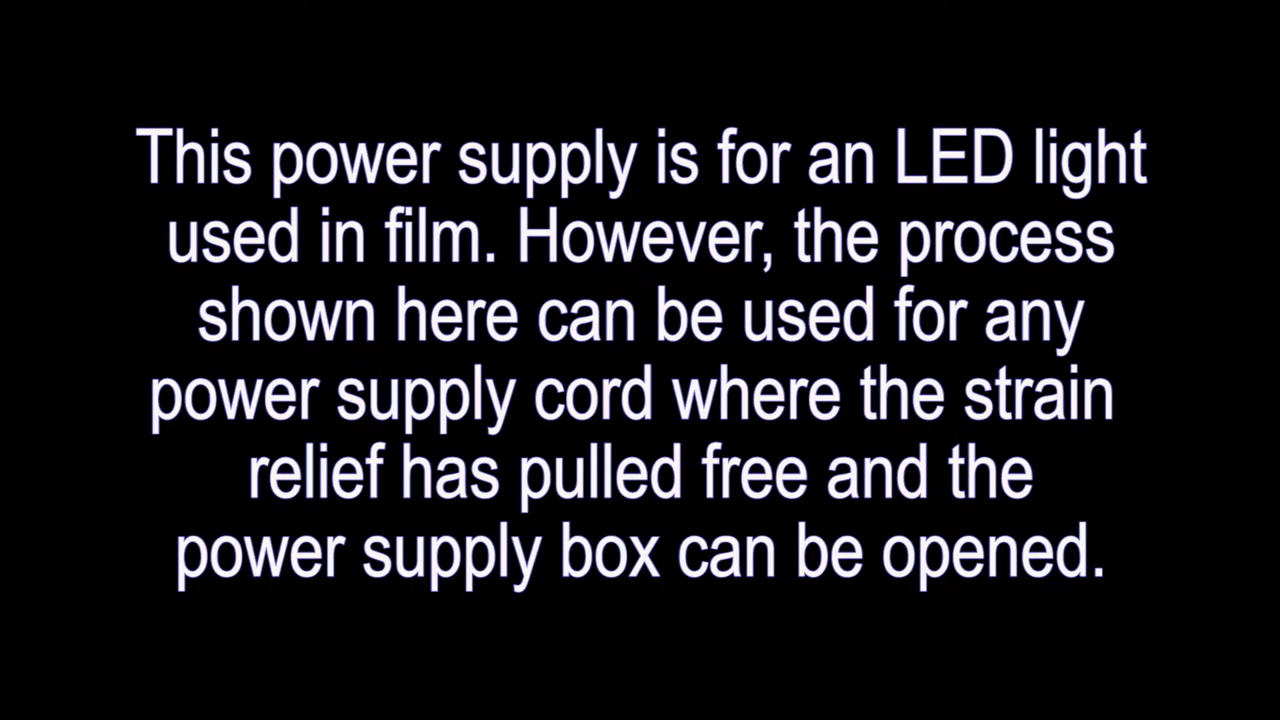 This power supply is for an LED light
used in film. However, the process
shown here can be used for any
power supply cord where the strain
relief has pulled free and the
power supply box can be opened.